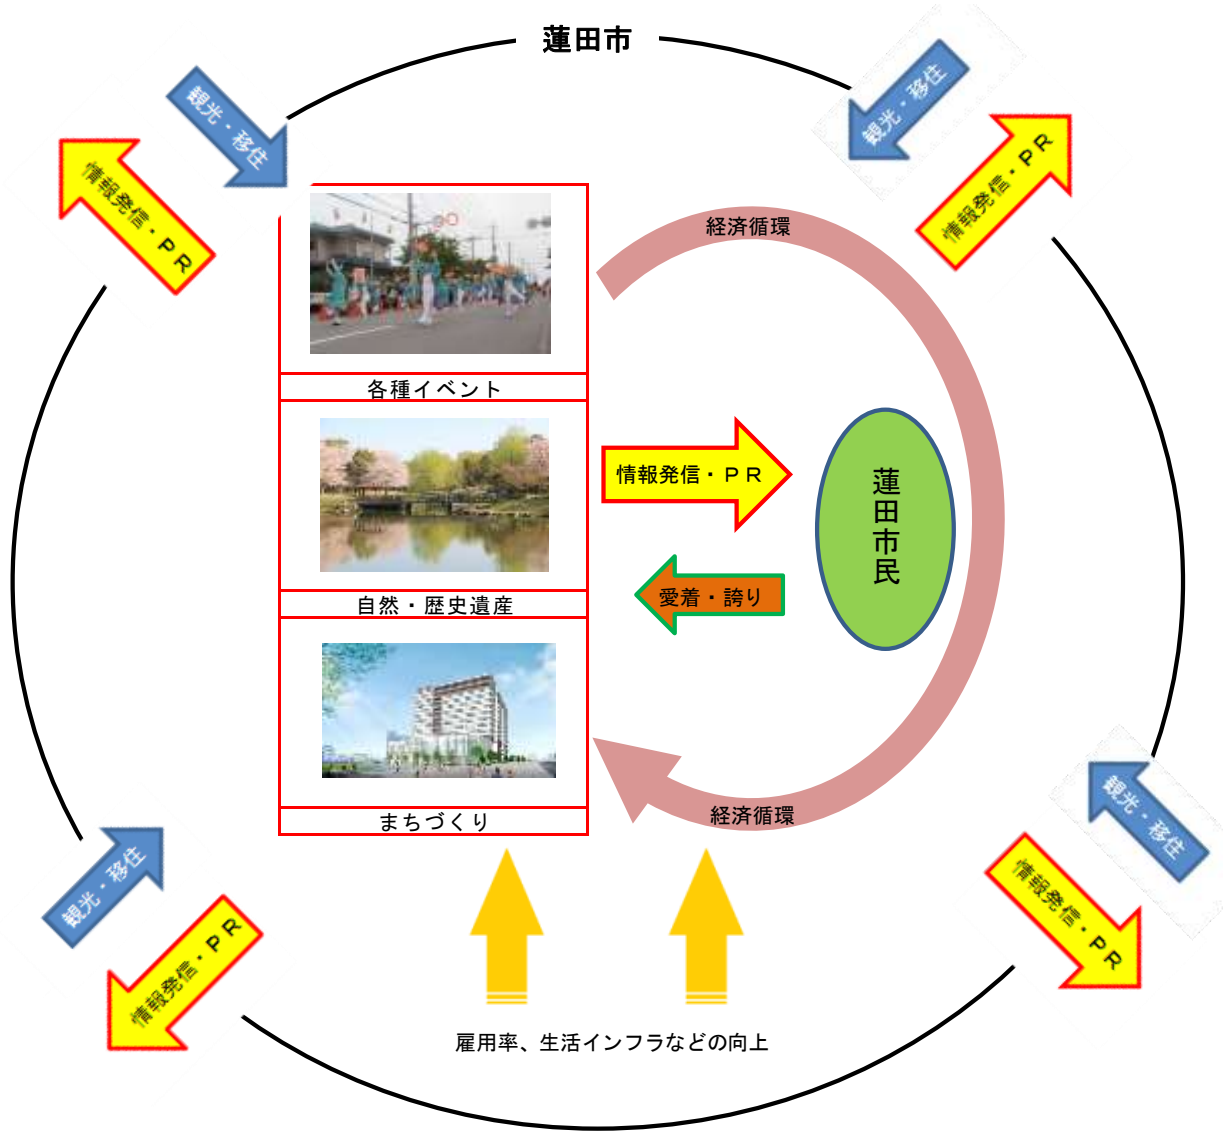 蓮田市
観光・移住
観光・移住
情報発信・ＰＲ
情報発信・ＰＲ
経済循環
各種イベント
情報発信・ＰＲ
蓮田市民
自然・歴史遺産
愛着・誇り
まちづくり
経済循環
観光・移住
観光・移住
情報発信・ＰＲ
情報発信・ＰＲ
雇用率、生活インフラなどの向上